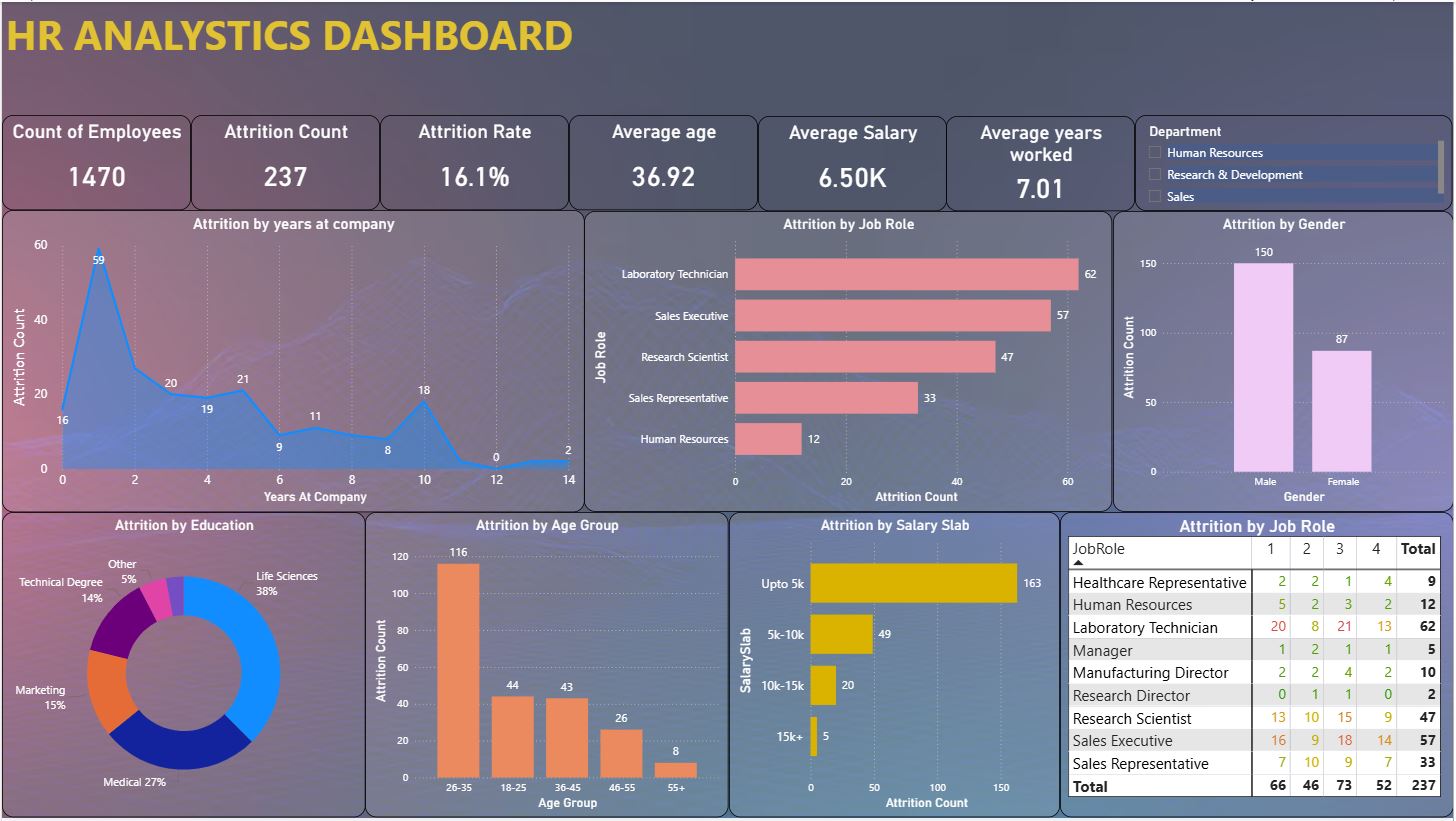 HR ANALYSTICS DASHBOARD
Count of Employees
1470
Attrition Count
237
Attrition Rate
16.1%
Average age
36.92
Average Salary
6.50K
Average years
worked
7.01
Department
Human Resources
Research & Development
Sales
Attrition by years at company
Attrition Count
60
40
20
0
16
59
20
19
21
9
11
8
18
0
2
0 2 4 6 8 10 12 14
Years At Company
Attrition by Job Role
Job Role
Laboratory Technician 62
Sales Executive 57
Research Scientist 47
Sales Representative 33
Human Resources 12
0 20 40 60
Attrition Count
Attrition by Gender
Attrition Count
150
100
50
0
150
87
Male Female
Gender
Attrition by Education
Life Sciences
38%
Medical 27%
Marketing
15%
Technical Degree
14%
Other
5%
Attrition by Age Group
Attrition Count
120
100
80
60
40
20
0
116
44
43
26
8
26-35 18-25 36-45 46-55 55+
Age Group
Attrition by Salary Slab
SalarySlab
Upto 5k 163
5k-10k 49
10k-15k 20
15k+ 5
0 50 100 150
Attrition Count
Attrition by Job Role
JobRole 1 2 3 4 Total
Healthcare Representative 2 2 1 4 9
Human Resources 5 2 3 2 12
Laboratory Technician 20 8 21 13 62
Manager 1 2 1 1 5
Manufacturing Director 2 2 4 2 10
Research Director 0 1 1 0 2
Research Scientist 13 10 15 9 47
Sales Executive 16 9 18 14 57
Sales Representative 7 10 9 7 33
Total 66 46 73 52 237